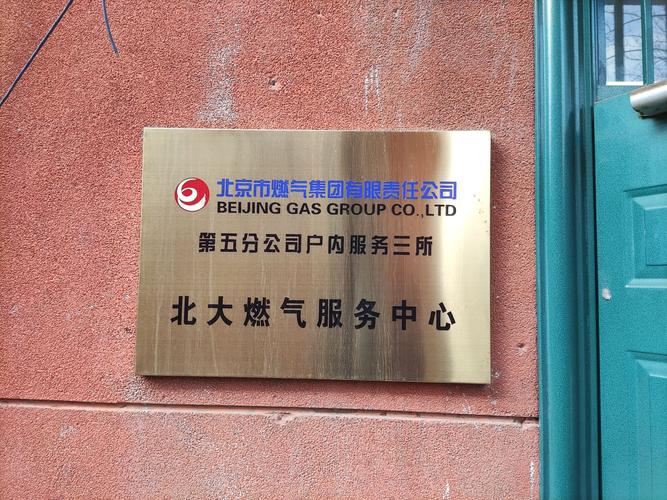 北京市燃气集团有限责任公司
BEIJING GAS GROUP CO.,LTD
第五分公司户内服务三所
北大燃气服务中心